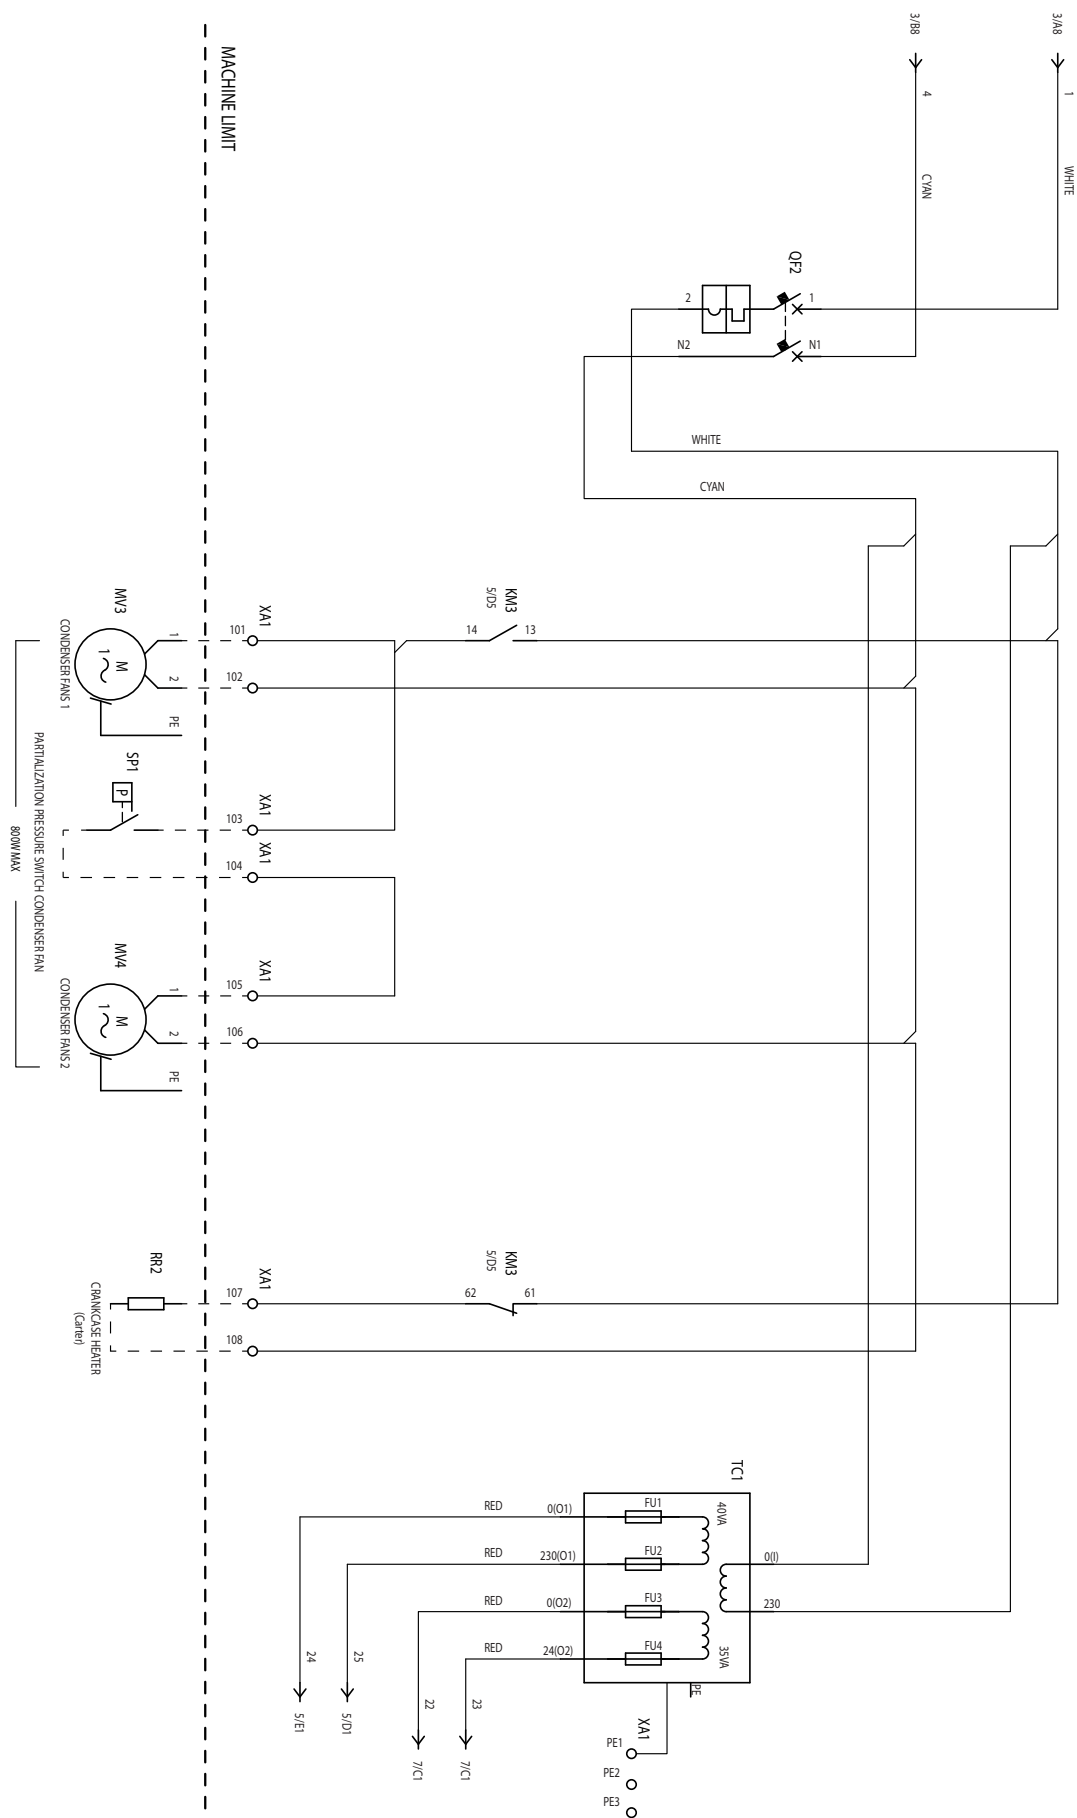 3/A8
1
WHITE
3/B8
4
CYAN
MACHINE LIMIT
QF2
2
1
N2
N1
WHITE
CYAN
KM3
5/D5
14
13
XA1
101
102
MV3
1
2
M
1
PE
CONDENSER FANS 1
XA1
103
XA1
104
SP1
P
PARTIALIZATION PRESSURE SWITCH CONDENSER FAN
800W MAX
XA1
105
106
MV4
1
2
M
1
PE
CONDENSER FANS 2
KM3
5/D5
62
61
XA1
107
108
RR2
CRANKCASE HEATER
(Carter)
TC1
40VA
35VA
FU1
FU2
FU3
FU4
0(I)
230
RED
0(O1)
RED
230(O1)
RED
0(O2)
RED
24(O2)
PE
24
5/E1
25
5/D1
22
7/C1
23
7/C1
XA1
PE1
PE2
PE3